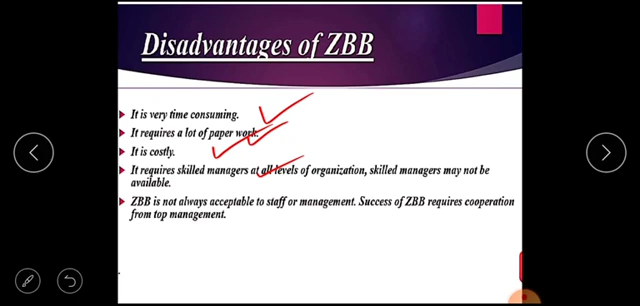 Disadvantages of ZBB
It is very time consuming.
It requires a lot of paper work.
It is costly.
It requires skilled managers at all levels of organization, skilled managers may not be
available.
ZBB is not always acceptable to staff or management. Success of ZBB requires cooperation
from top management.